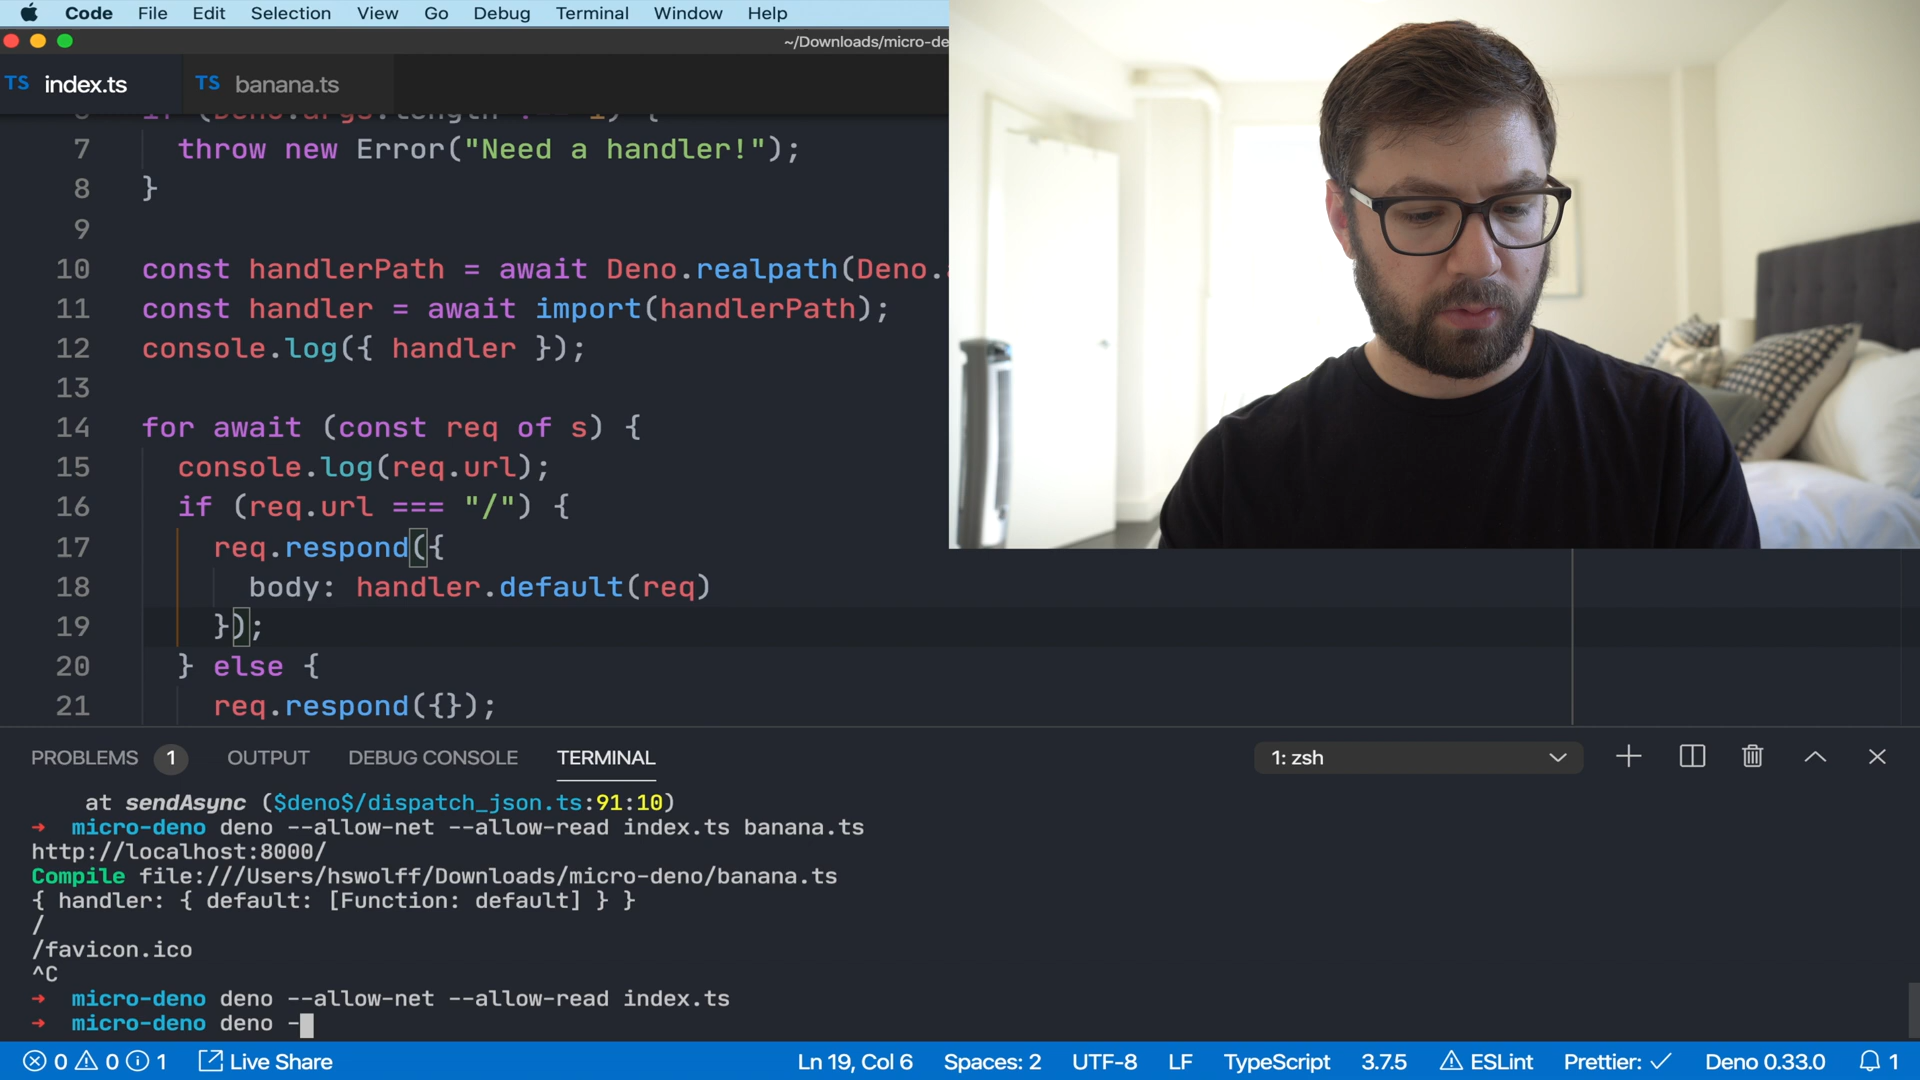 Code File Edit Selection View Go Debug Terminal Window Help
~/Downloads/micro-de
TS index.ts TS banana.ts
7 throw new Error("Need a handler!");
8 }
9
10 const handlerPath = await Deno.realpath(Deno.
11 const handler = await import(handlerPath);
12 console.log({ handler });
13
14 for await (const req of s) {
15 console.log(req.url);
16 if (req.url === "/") {
17 req.respond({
18 body: handler.default(req)
19 });
20 } else {
21 req.respond({});
PROBLEMS 1 OUTPUT DEBUG CONSOLE TERMINAL 1: zsh
at sendAsync ($deno$/dispatch_json.ts:91:10)
→ micro-deno deno --allow-net --allow-read index.ts banana.ts
http://localhost:8000/
Compile file:///Users/hswolff/Downloads/micro-deno/banana.ts
{ handler: { default: [Function: default] } }
/
/favicon.ico
^C
→ micro-deno deno --allow-net --allow-read index.ts
→ micro-deno deno -
0 0 1 Live Share Ln 19, Col 6 Spaces: 2 UTF-8 LF TypeScript 3.7.5 ESLint Prettier: ✓ Deno 0.33.0 1